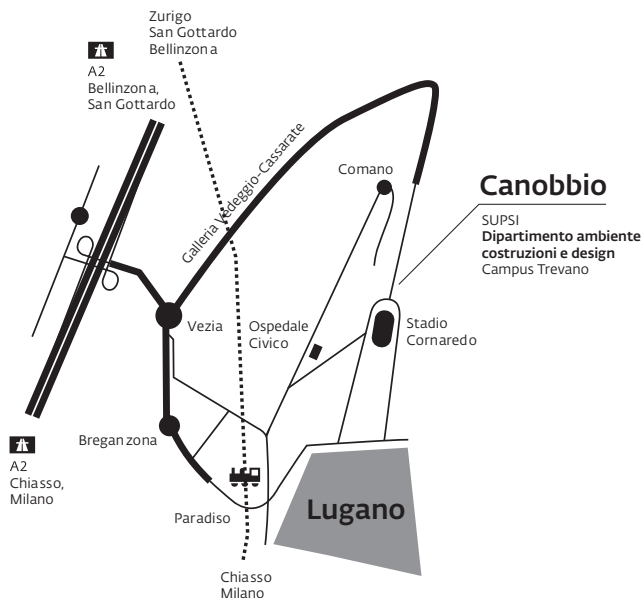 Zurigo
San Gottardo
Bellinzona
A2
Bellinzona,
San Gottardo
Galleria Vedeggio-Cassarate
Comano
Canobbio
SUPSI
Dipartimento ambiente
costruzioni e design
Campus Trevano
Vezia
Ospedale
Civico
Stadio
Cornaredo
Breganzona
A2
Chiasso,
Milano
Paradiso
Lugano
Chiasso
Milano